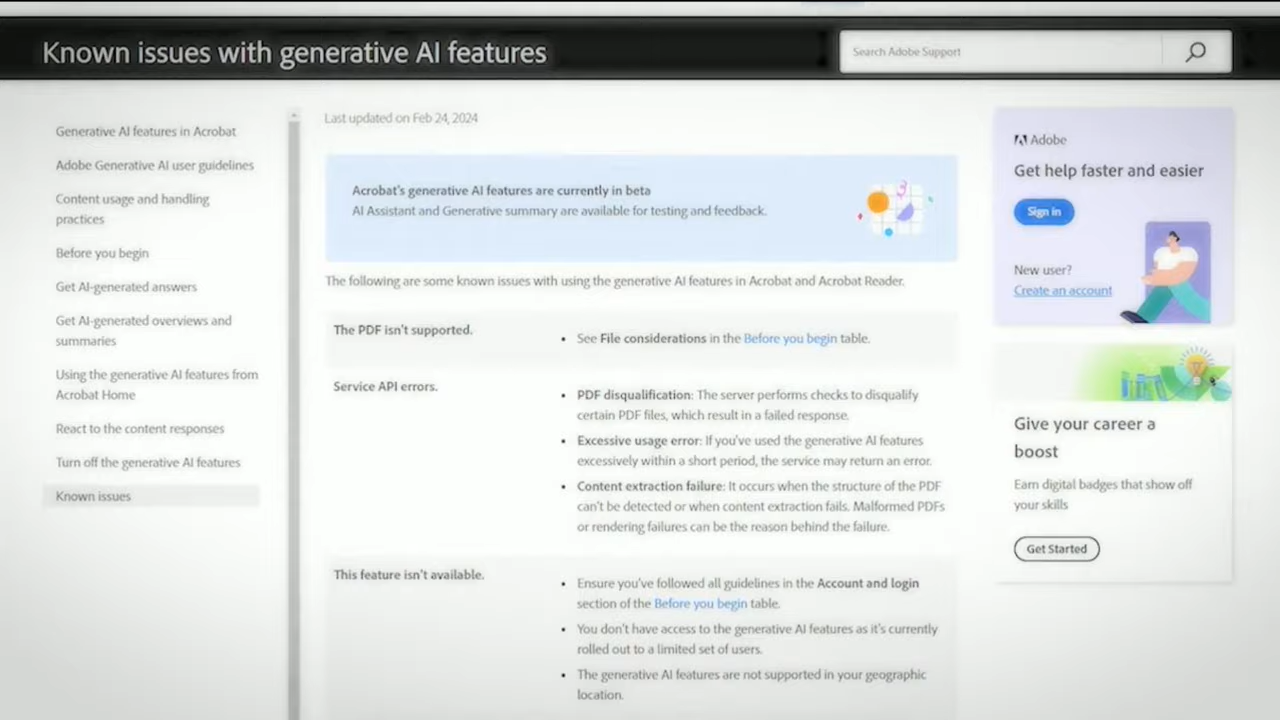 Known issues with generative AI features
Search Adobe Support
Generative AI features in Acrobat
Adobe Generative AI user guidelines
Content usage and handling
practices
Before you begin
Get AI-generated answers
Get AI-generated overviews and
summaries
Using the generative AI features from
Acrobat Home
React to the content responses
Turn off the generative AI features
Known issues
Last updated on Feb 24, 2024
Acrobat's generative AI features are currently in beta
AI Assistant and Generative summary are available for testing and feedback.
The following are some known issues with using the generative AI features in Acrobat and Acrobat Reader.
The PDF isn't supported.
• See File considerations in the Before you begin table.
Service API errors.
• PDF disqualification: The server performs checks to disqualify
certain PDF files, which result in a failed response.
• Excessive usage error: If you've used the generative AI features
excessively within a short period, the service may return an error.
• Content extraction failure: It occurs when the structure of the PDF
can't be detected or when content extraction fails. Malformed PDFs
or rendering failures can be the reason behind the failure.
This feature isn't available.
• Ensure you've followed all guidelines in the Account and login
section of the Before you begin table.
• You don't have access to the generative AI features as it's currently
rolled out to a limited set of users.
• The generative AI features are not supported in your geographic
location.
Adobe
Get help faster and easier
Sign in
New user?
Create an account
Give your career a
boost
Earn digital badges that show off
your skills
Get Started